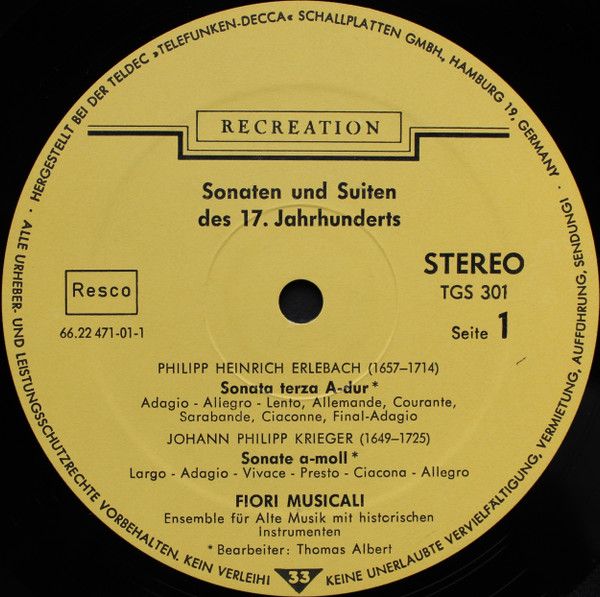 · HERGESTELLT BEI DER TELDEC »TELEFUNKEN-DECCA« SCHALLPLATTEN GMBH., HAMBURG 19, GERMANY ·
RECREATION
Sonaten und Suiten
des 17. Jahrhunderts
STEREO
TGS 301
Seite 1
Resco
66.22 471-01-1
PHILIPP HEINRICH ERLEBACH (1657–1714)
Sonata terza A-dur *
Adagio - Allegro - Lento, Allemande, Courante,
Sarabande, Ciaconne, Final-Adagio
JOHANN PHILIPP KRIEGER (1649–1725)
Sonate a-moll *
Largo - Adagio - Vivace - Presto - Ciacona - Allegro
FIORI MUSICALI
Ensemble für Alte Musik mit historischen
Instrumenten
* Bearbeiter: Thomas Albert
· ALLE URHEBER- UND LEISTUNGSSCHUTZRECHTE VORBEHALTEN. KEIN VERLEIH! KEINE UNERLAUBTE VERVIELFÄLTIGUNG, VERMIETUNG, AUFFÜHRUNG, SENDUNG! ·
33